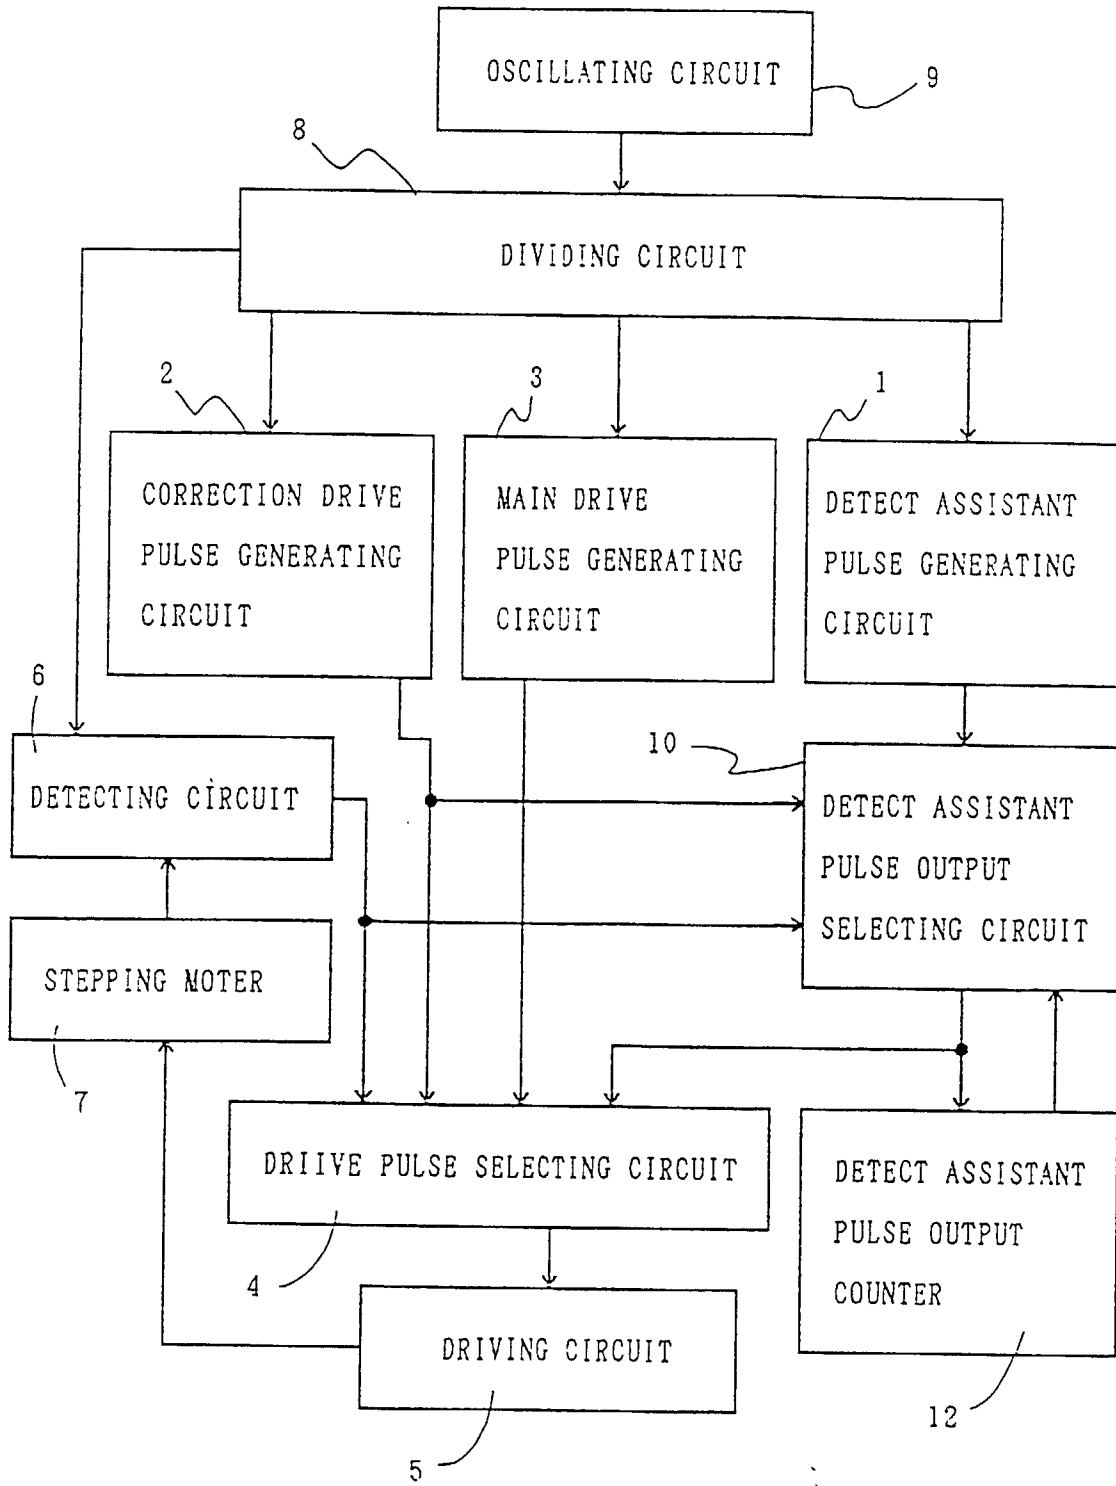 OSCILLATING CIRCUIT
9
8
DIVIDING CIRCUIT
2
3
1
CORRECTION DRIVE
PULSE GENERATING
CIRCUIT
MAIN DRIVE
PULSE GENERATING
CIRCUIT
DETECT ASSISTANT
PULSE GENERATING
CIRCUIT
6
DETECTING CIRCUIT
10
DETECT ASSISTANT
PULSE OUTPUT
SELECTING CIRCUIT
STEPPING MOTER
7
DRIIVE PULSE SELECTING CIRCUIT
4
DETECT ASSISTANT
PULSE OUTPUT
COUNTER
12
DRIVING CIRCUIT
5